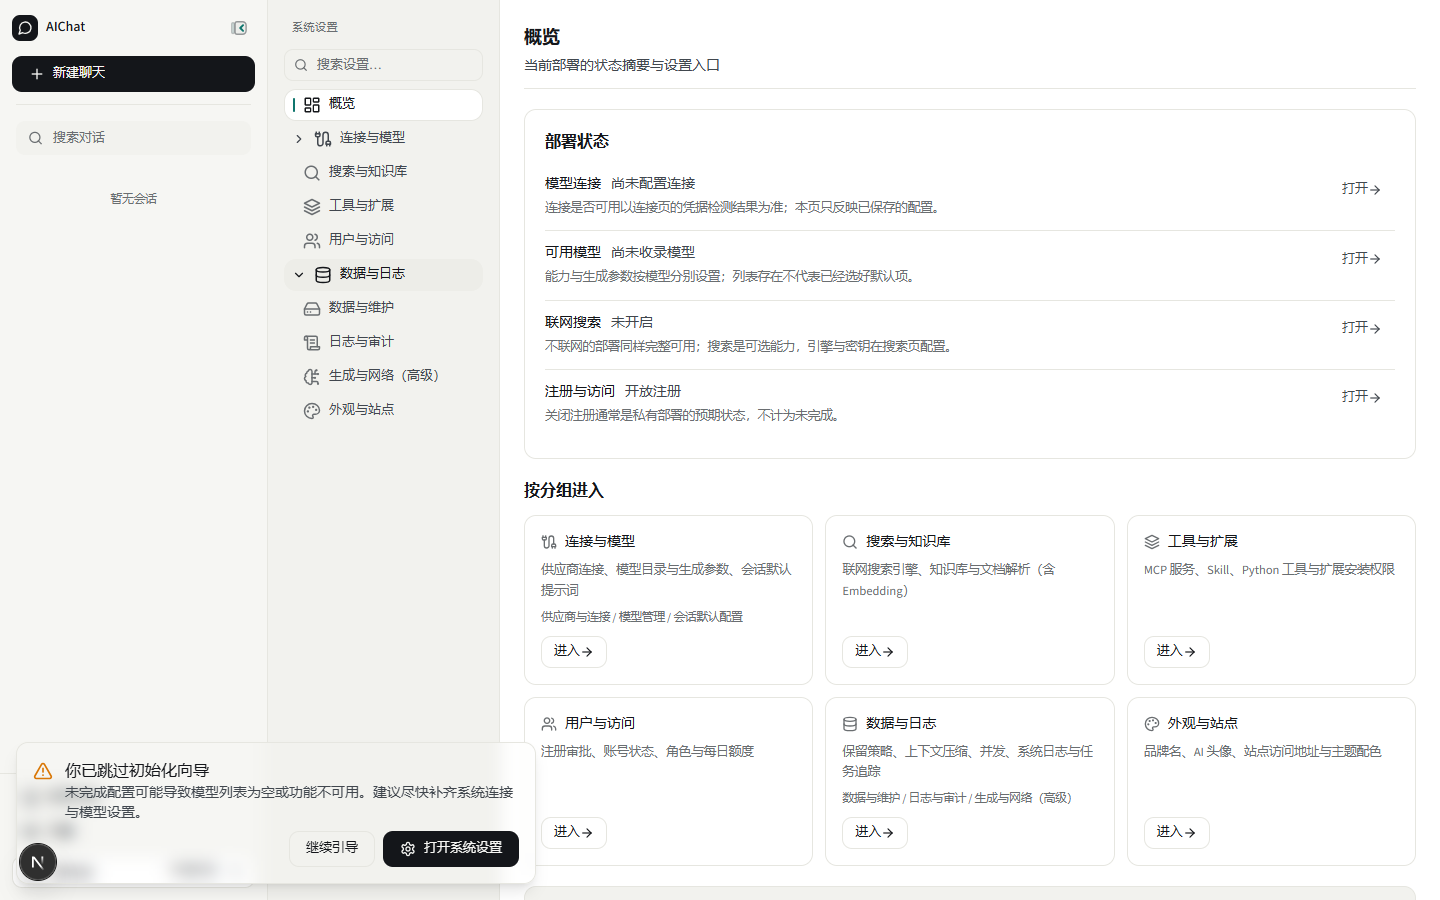 AIChat
新建聊天
搜索对话
暂无会话
系统设置
搜索设置...
概览
连接与模型
搜索与知识库
工具与扩展
用户与访问
数据与日志
数据与维护
日志与审计
生成与网络（高级）
外观与站点
概览
当前部署的状态摘要与设置入口
部署状态
模型连接 尚未配置连接
连接是否可用以连接页的凭据检测结果为准；本页只反映已保存的配置。
打开
可用模型 尚未收录模型
能力与生成参数按模型分别设置；列表存在不代表已经选好默认项。
打开
联网搜索 未开启
不联网的部署同样完整可用；搜索是可选能力，引擎与密钥在搜索页配置。
打开
注册与访问 开放注册
关闭注册通常是私有部署的预期状态，不计为未完成。
打开
按分组进入
连接与模型
供应商连接、模型目录与生成参数、会话默认
提示词
供应商与连接 / 模型管理 / 会话默认配置
进入
搜索与知识库
联网搜索引擎、知识库与文档解析（含
Embedding）
进入
工具与扩展
MCP 服务、Skill、Python 工具与扩展安装权限
进入
用户与访问
注册审批、账号状态、角色与每日额度
进入
数据与日志
保留策略、上下文压缩、并发、系统日志与任
务追踪
数据与维护 / 日志与审计 / 生成与网络（高级）
进入
外观与站点
品牌名、AI 头像、站点访问地址与主题配色
进入
你已跳过初始化向导
未完成配置可能导致模型列表为空或功能不可用。建议尽快补齐系统连接
与模型设置。
继续引导
打开系统设置
N